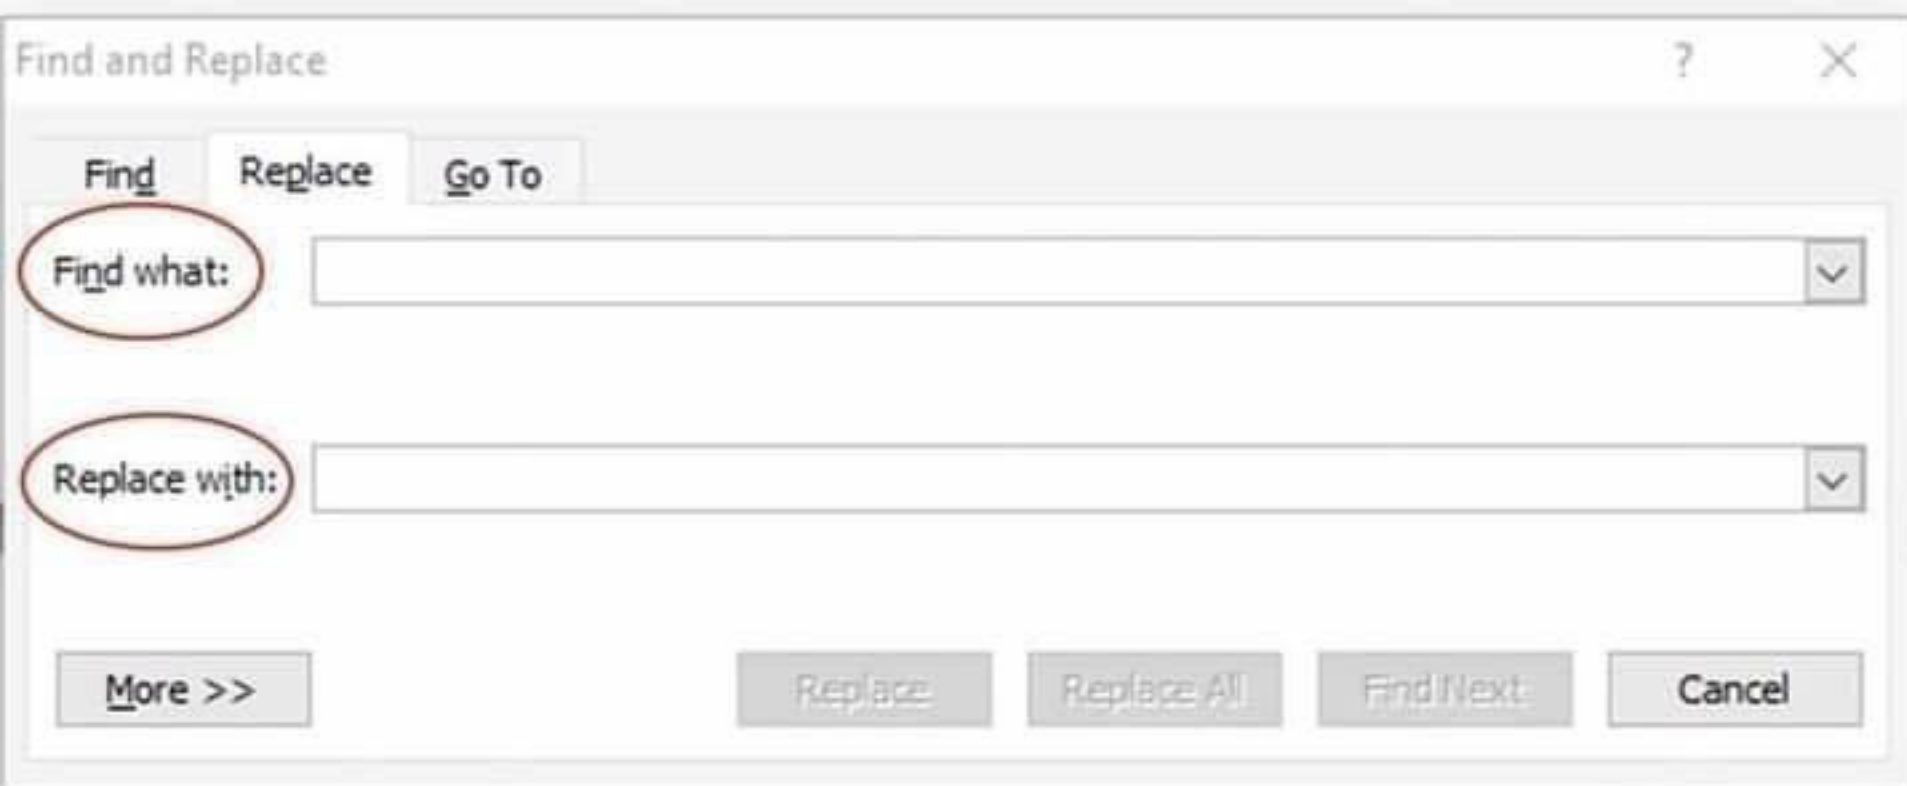 Find and Replace ? X
Find Replace Go To
Find what:
Replace with:
More >> Replace Replace All Find Next Cancel